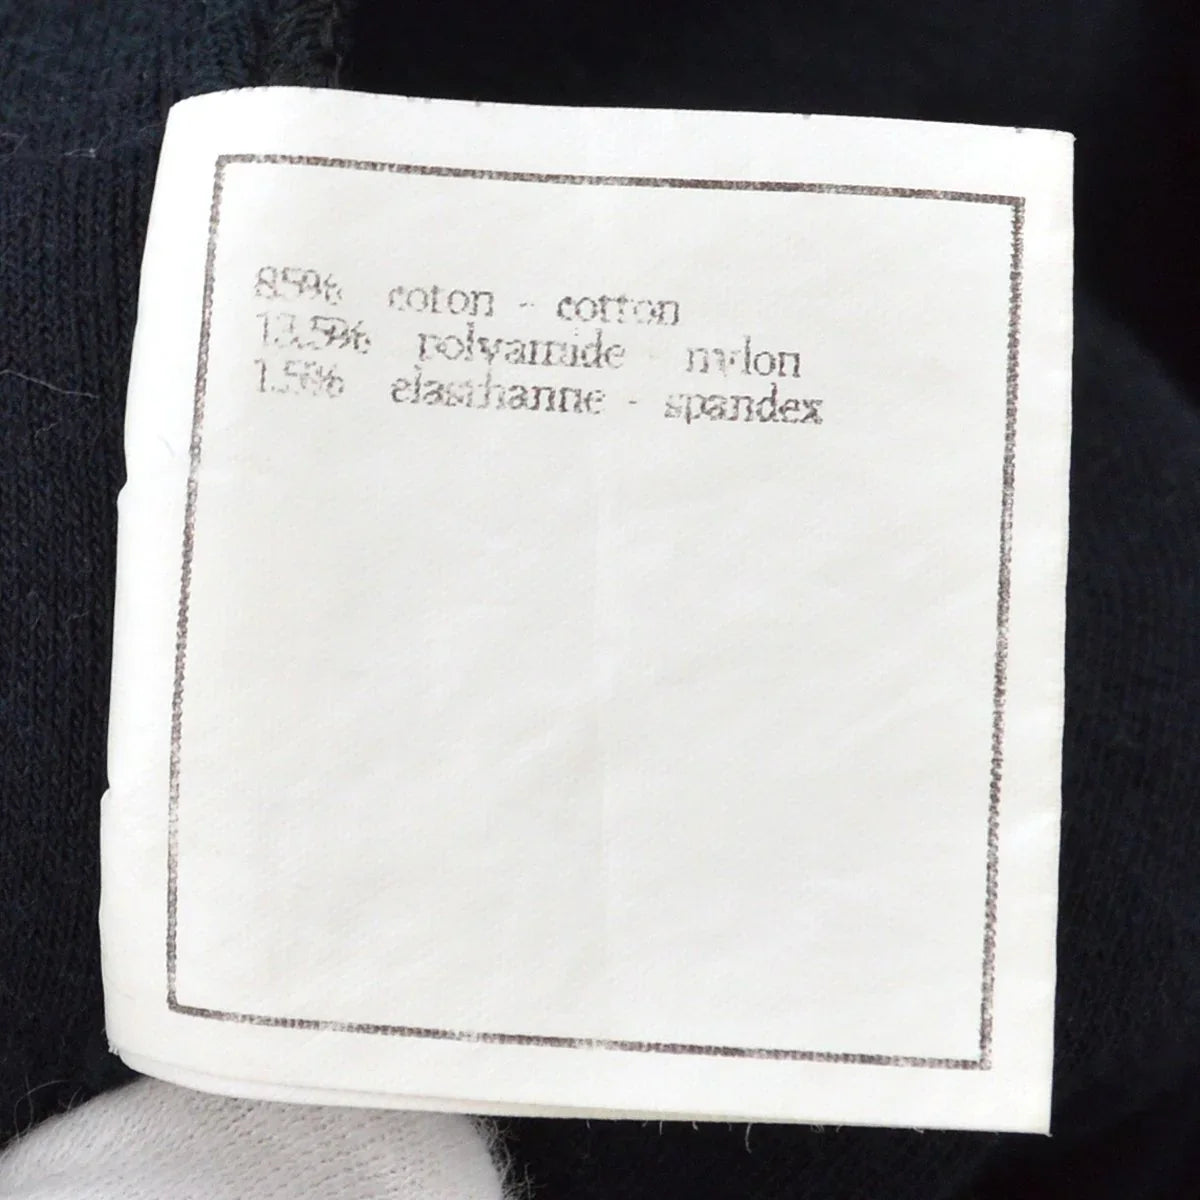 85% coton - cotton
13.5% polyamide - nylon
1.5% elasthanne - spandex